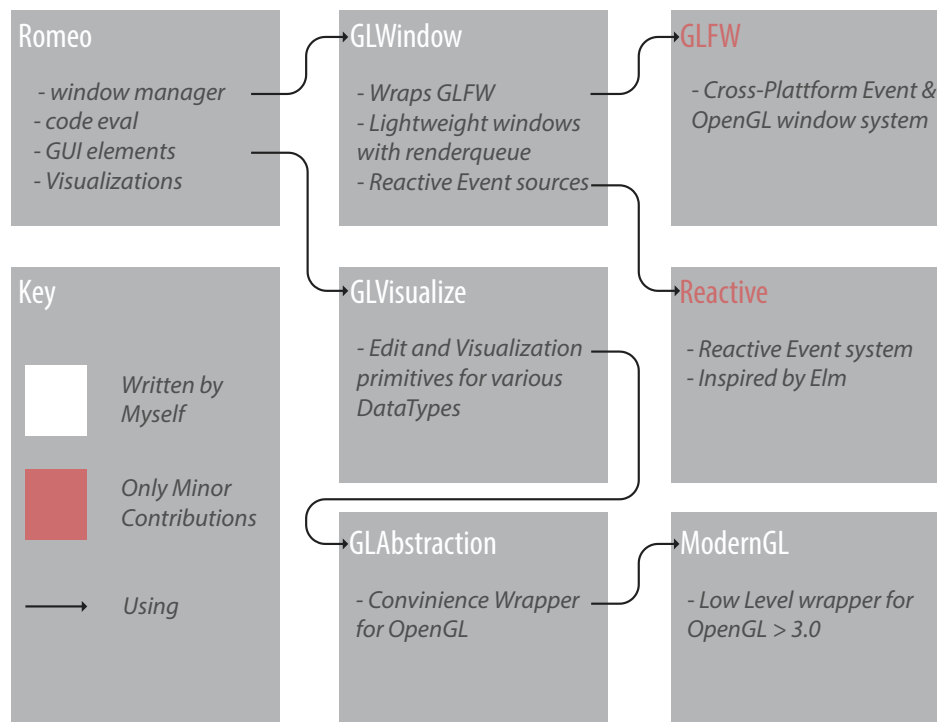 Romeo
- window manager
- code eval
- GUI elements
- Visualizations
GLWindow
- Wraps GLFW
- Lightweight windows
with renderqueue
- Reactive Event sources
GLFW
- Cross-Plattform Event &
OpenGL window system
Key
Written by
Myself
Only Minor
Contributions
Using
GLVisualize
- Edit and Visualization
primitives for various
DataTypes
Reactive
- Reactive Event system
- Inspired by Elm
GLAbstraction
- Convinience Wrapper
for OpenGL
ModernGL
- Low Level wrapper for
OpenGL > 3.0